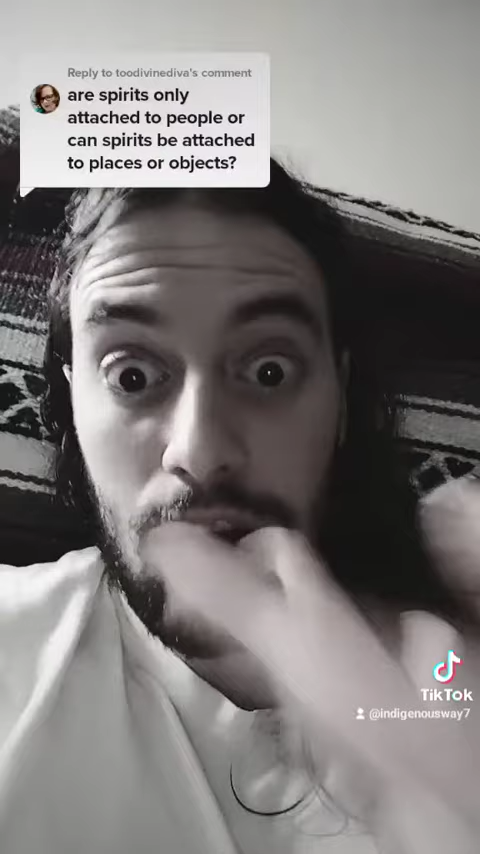 Reply to toodivinediva's comment
are spirits only
attached to people or
can spirits be attached
to places or objects?
TikTok
@indigenousway7